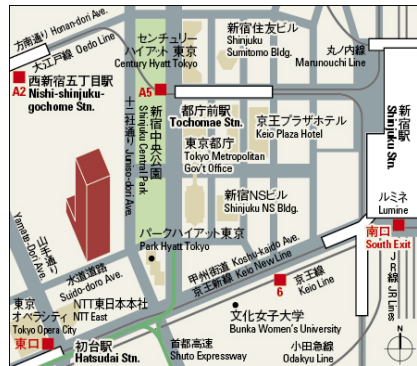 方南通り Honan-dori Ave.
大江戸線 Oedo Line
A2
西新宿五丁目駅
Nishi-shinjuku-
gochome Stn.
センチュリー
ハイアット 東京
Century Hyatt Tokyo
A5
新宿住友ビル
Shinjuku
Sumitomo Bldg.
丸ノ内線
Marunouchi Line
都庁前駅
Tochomae Stn.
京王プラザホテル
Keio Plaza Hotel
新宿駅
Shinjuku Stn.
十二社通り Juniso-dori Ave.
新宿中央公園
Shinjuku Central Park
東京都庁
Tokyo Metropolitan
Gov't Office
新宿NSビル
Shinjuku NS Bldg.
ルミネ
Lumine
南口
South Exit
山手通り
Yamate-dori Ave.
パークハイアット東京
Park Hyatt Tokyo
甲州街道 Koshu-kaido Ave.
京王新線 Keio New Line
水道道路
Suido-doro Ave.
6
京王線
Keio Line
JR線 JR Lines
東京
オペラシティ
Tokyo Opera City
NTT東日本本社
NTT East
文化女子大学
Bunka Women's University
東口
初台駅
Hatsudai Stn.
首都高速
Shuto Expressway
小田急線
Odakyu Line